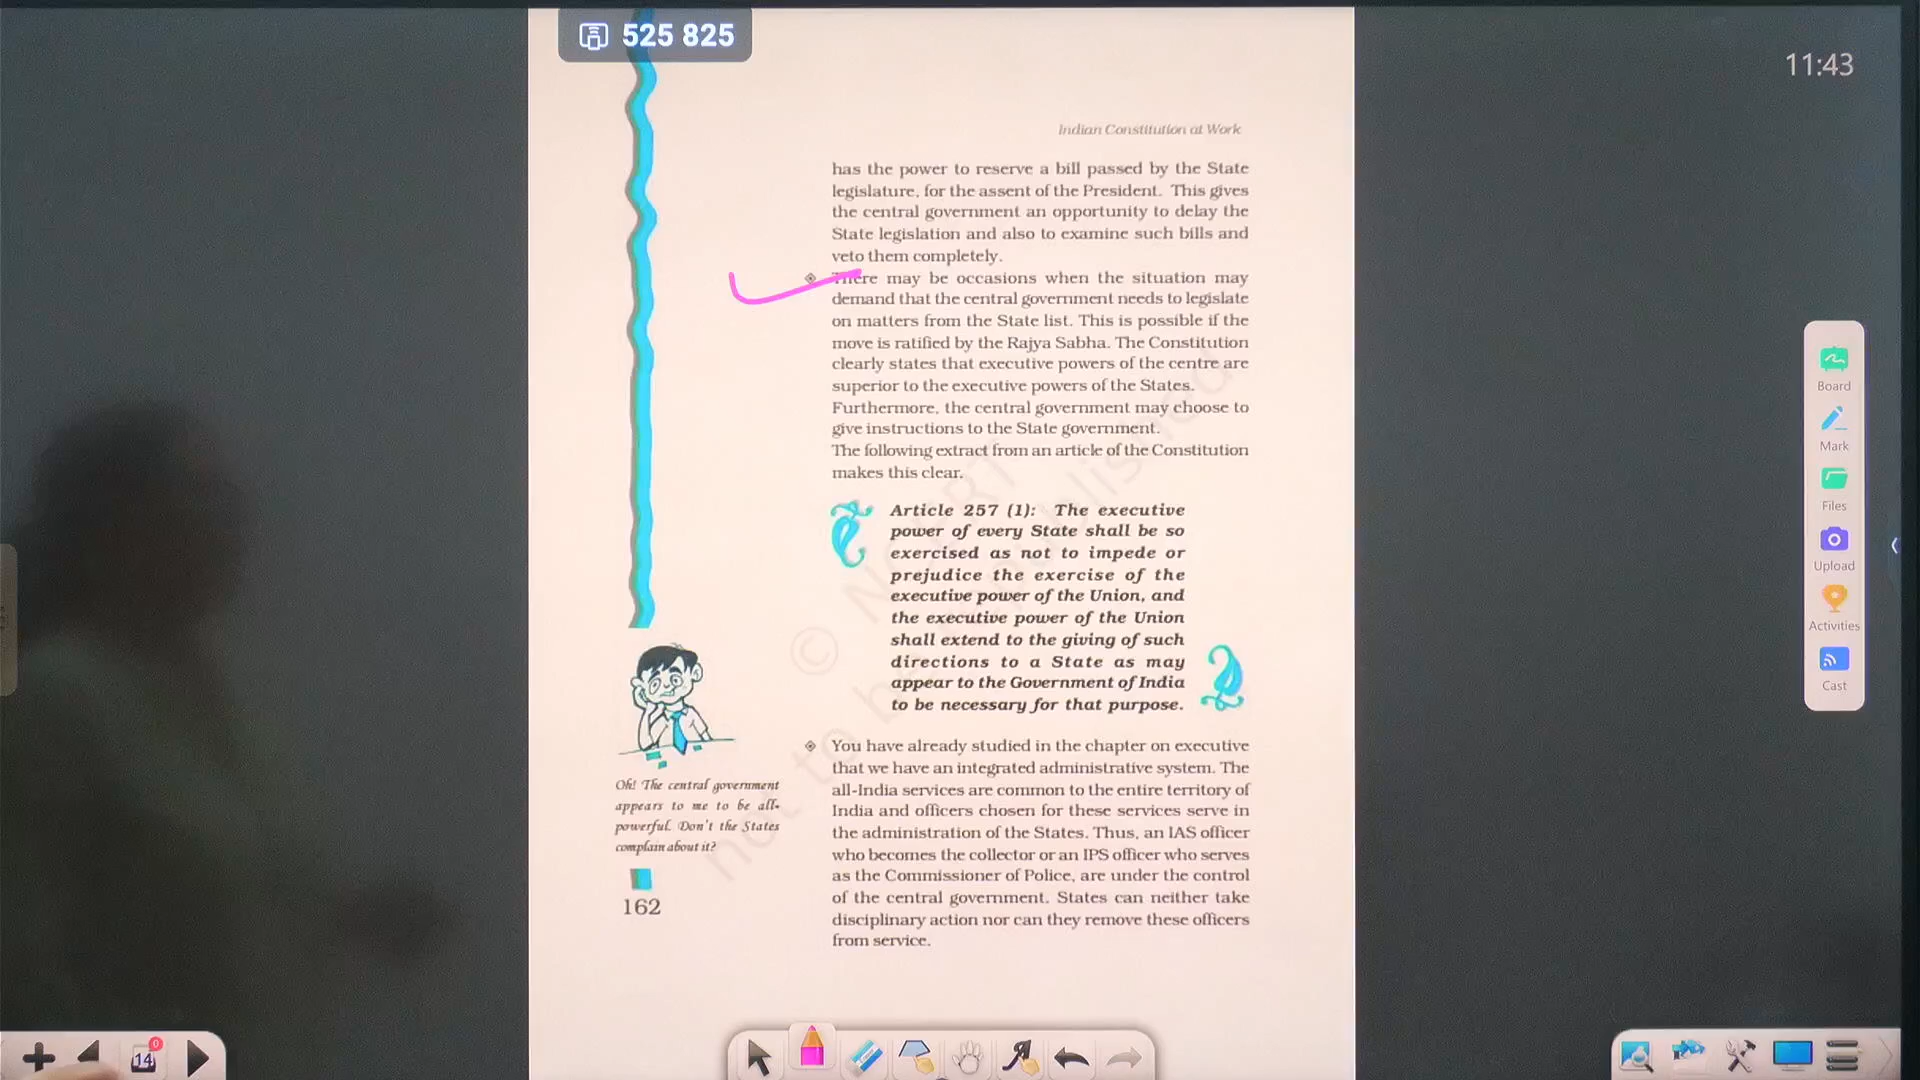 525 825
11:43
Indian Constitution at Work
has the power to reserve a bill passed by the State
legislature, for the assent of the President. This gives
the central government an opportunity to delay the
State legislation and also to examine such bills and
veto them completely.
There may be occasions when the situation may
demand that the central government needs to legislate
on matters from the State list. This is possible if the
move is ratified by the Rajya Sabha. The Constitution
clearly states that executive powers of the centre are
superior to the executive powers of the States.
Furthermore, the central government may choose to
give instructions to the State government.
The following extract from an article of the Constitution
makes this clear.
Article 257 (1): The executive
power of every State shall be so
exercised as not to impede or
prejudice the exercise of the
executive power of the Union, and
the executive power of the Union
shall extend to the giving of such
directions to a State as may
appear to the Government of India
to be necessary for that purpose.
You have already studied in the chapter on executive
that we have an integrated administrative system. The
all-India services are common to the entire territory of
India and officers chosen for these services serve in
the administration of the States. Thus, an IAS officer
who becomes the collector or an IPS officer who serves
as the Commissioner of Police, are under the control
of the central government. States can neither take
disciplinary action nor can they remove these officers
from service.
Oh! The central government
appears to me to be all-
powerful. Don't the States
complain about it?
162
© NCERT
not to be republished
Board
Mark
Files
Upload
Activities
Cast
14
0